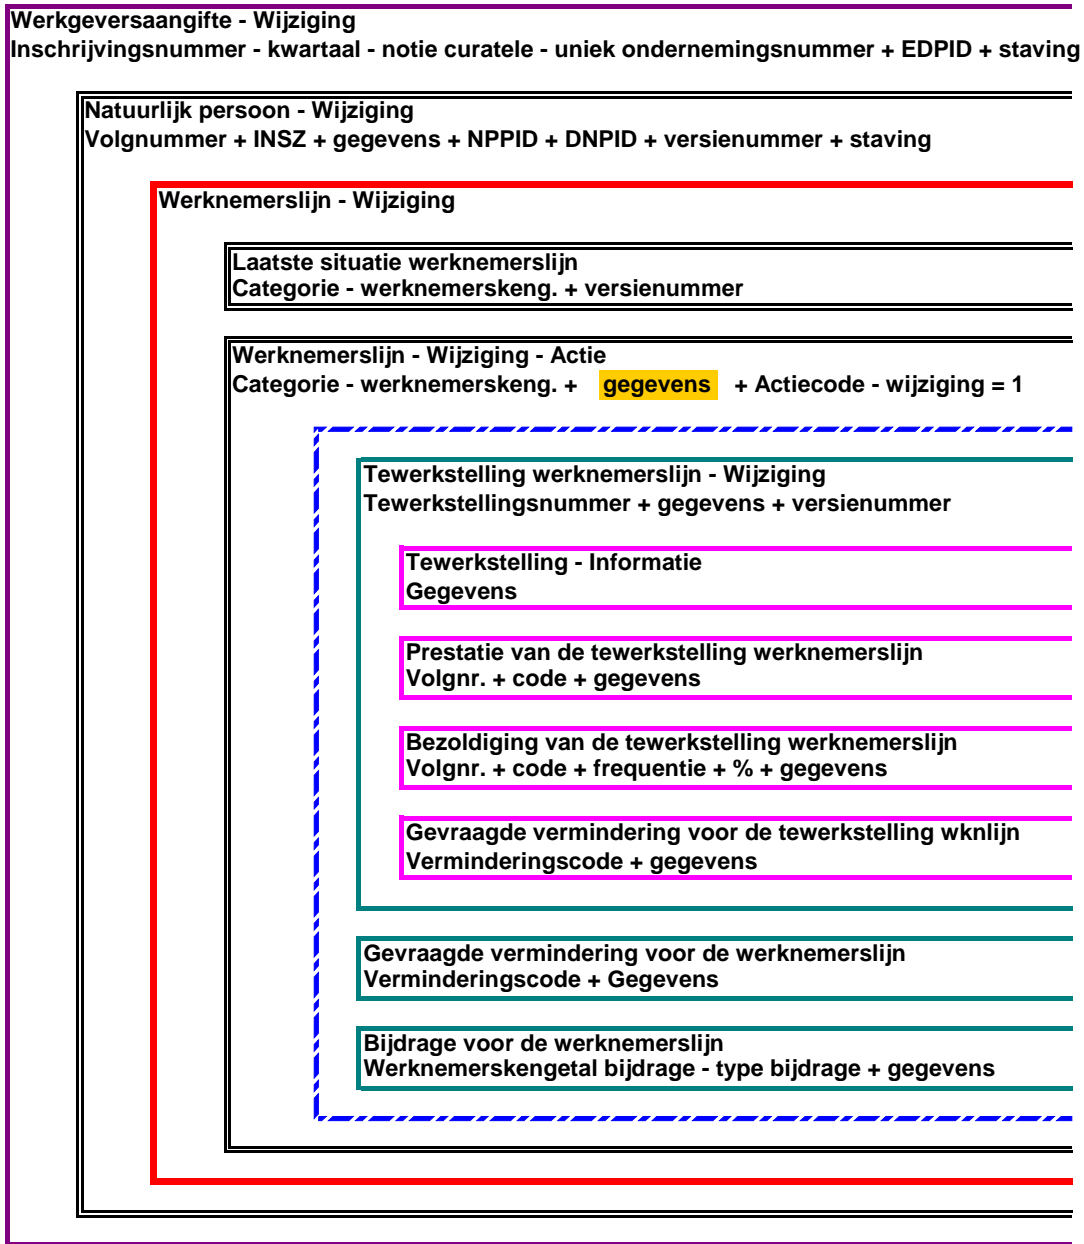 Werkgeversaangifte - Wijziging
Inschrijvingsnummer - kwartaal - notie curatele - uniek ondernemingsnummer + EDPID + staving
Natuurlijk persoon - Wijziging
Volgnummer + INSZ + gegevens + NPPID + DNPID + versienummer + staving
Werknemerslijn - Wijziging
Laatste situatie werknemerslijn
Categorie - werknemerskeng. + versienummer
Werknemerslijn - Wijziging - Actie
Categorie - werknemerskeng. + gegevens + Actiecode - wijziging = 1
Tewerkstelling werknemerslijn - Wijziging
Tewerkstellingsnummer + gegevens + versienummer
Tewerkstelling - Informatie
Gegevens
Prestatie van de tewerkstelling werknemerslijn
Volgnr. + code + gegevens
Bezoldiging van de tewerkstelling werknemerslijn
Volgnr. + code + frequentie + % + gegevens
Gevraagde vermindering voor de tewerkstelling wknlijn
Verminderingscode + gegevens
Gevraagde vermindering voor de werknemerslijn
Verminderingscode + Gegevens
Bijdrage voor de werknemerslijn
Werknemerskengetal bijdrage - type bijdrage + gegevens